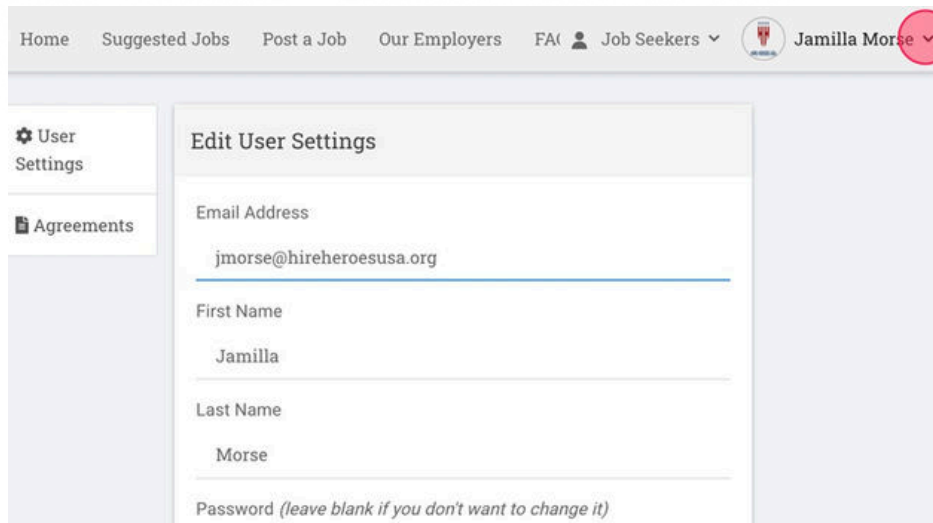 Home Suggested Jobs Post a Job Our Employers FA( Job Seekers Jamilla Morse
User
Settings
Agreements
Edit User Settings
Email Address
jmorse@hireheroesusa.org
First Name
Jamilla
Last Name
Morse
Password (leave blank if you don't want to change it)